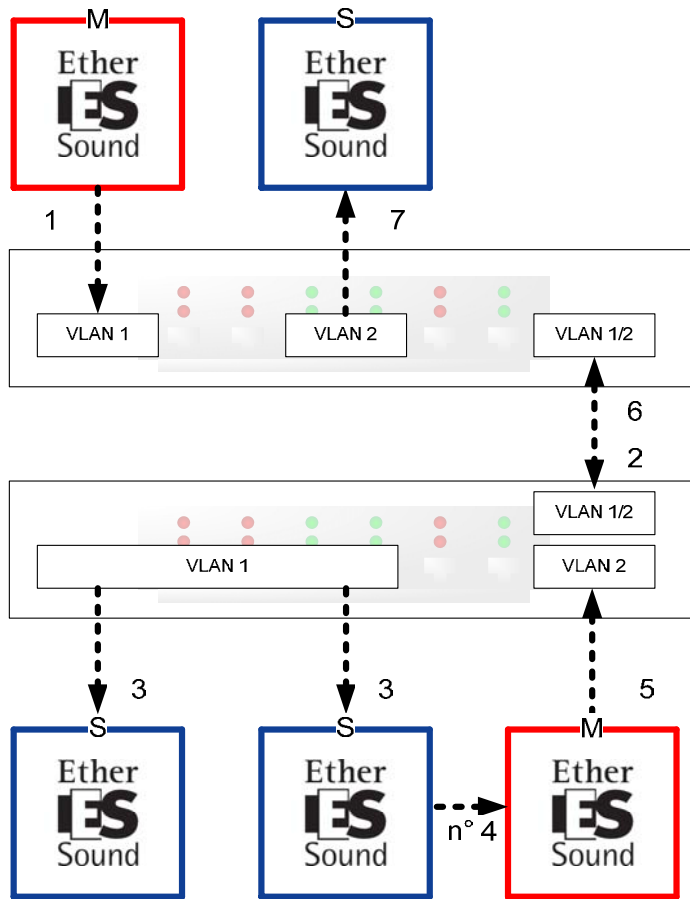 M
S
Ether
ES
Sound
Ether
ES
Sound
1
7
VLAN 1
VLAN 2
VLAN 1/2
6
2
VLAN 1/2
VLAN 1
VLAN 2
3
3
5
S
S
M
Ether
ES
Sound
Ether
ES
Sound
Ether
ES
Sound
n° 4